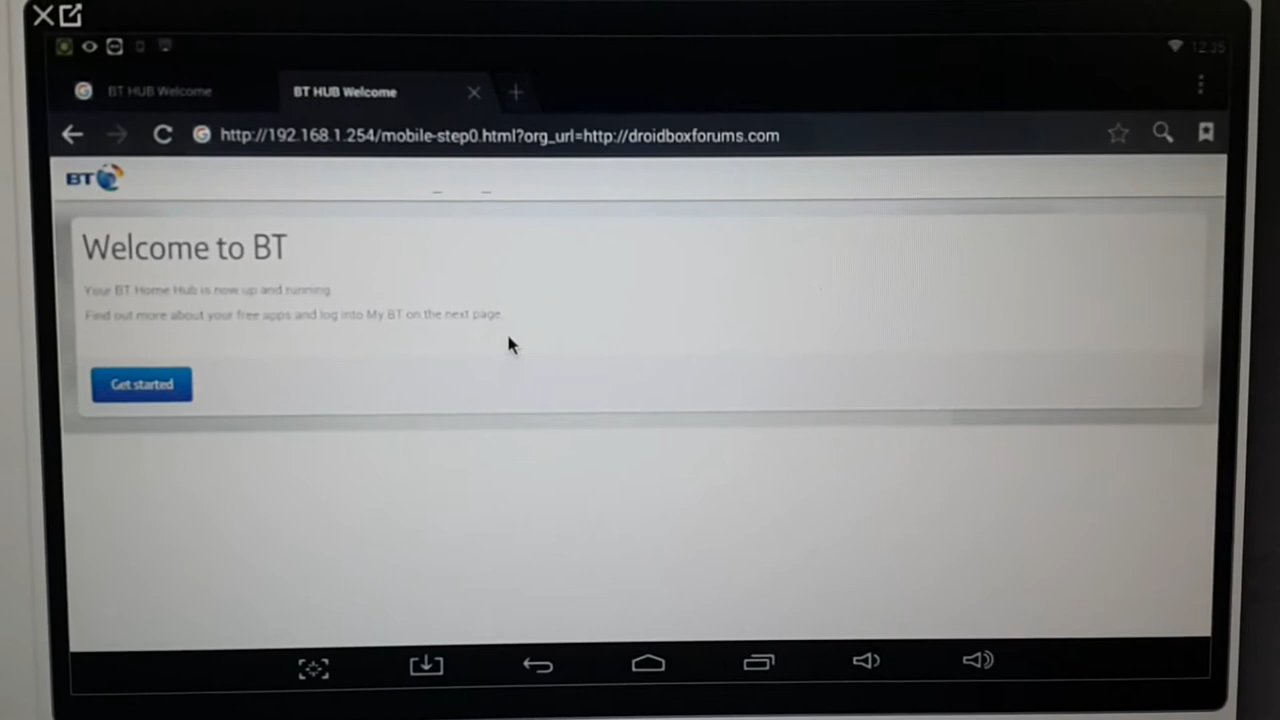 12:35
BT HUB Welcome
BT HUB Welcome
http://192.168.1.254/mobile-step0.html?org_url=http://droidboxforums.com
BT
Welcome to BT
Your BT Home Hub is now up and running
Find out more about your free apps and log into My BT on the next page.
Get started